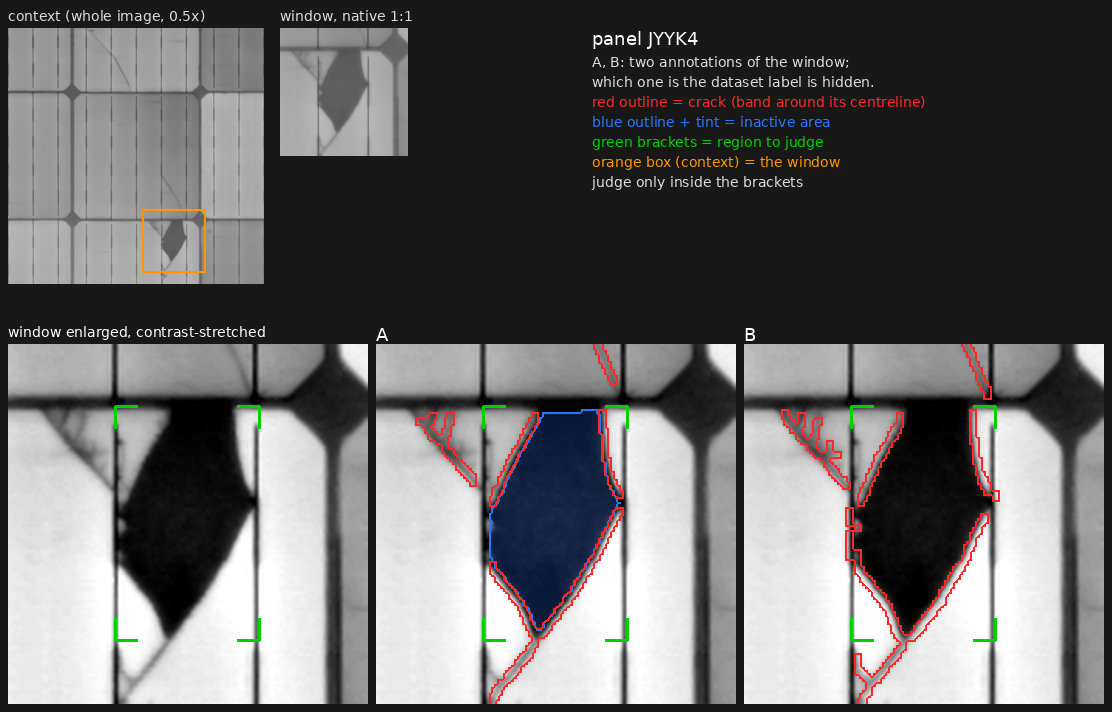 context (whole image, 0.5x)
window, native 1:1
panel JYYK4
A, B: two annotations of the window;
which one is the dataset label is hidden.
red outline = crack (band around its centreline)
blue outline + tint = inactive area
green brackets = region to judge
orange box (context) = the window
judge only inside the brackets
window enlarged, contrast-stretched
A
B